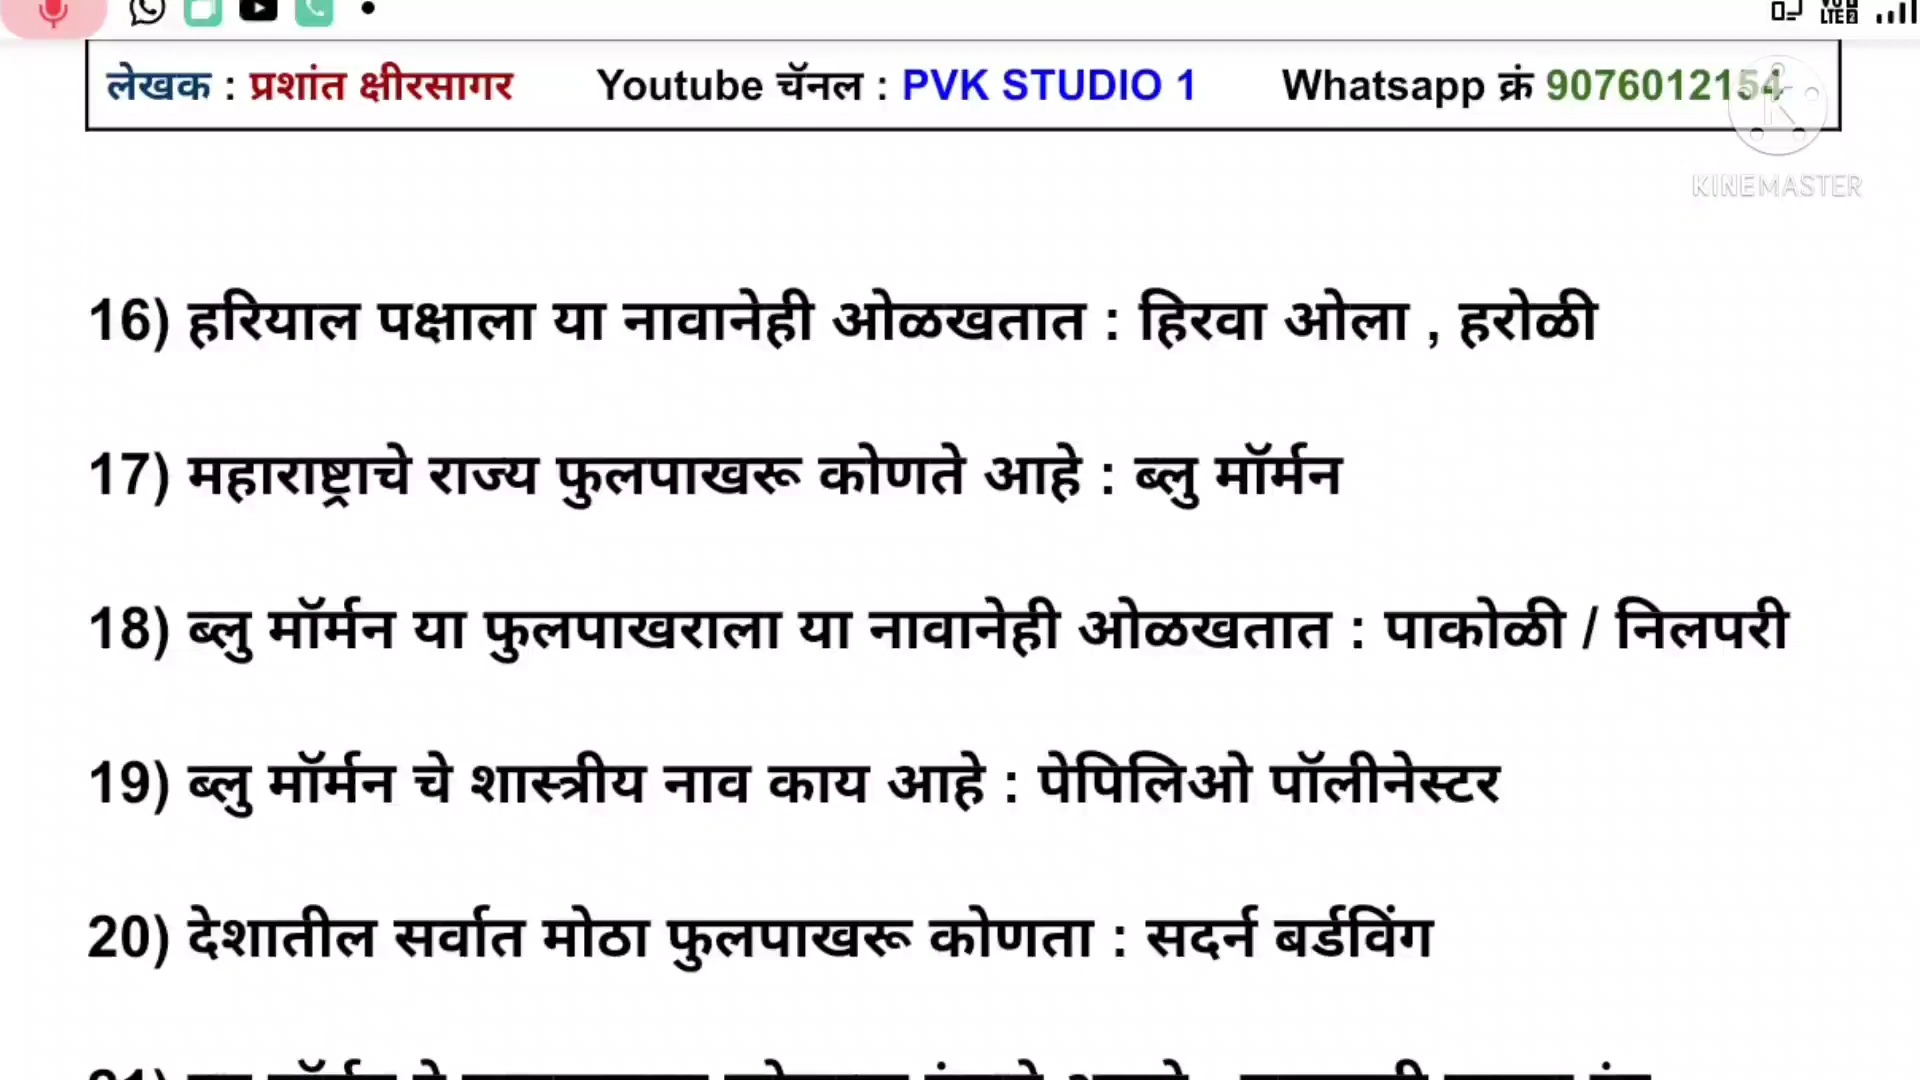 लेखक : प्रशांत क्षीरसागर Youtube चॅनल : PVK STUDIO 1 Whatsapp क्रं 9076012154
KINEMASTER
16) हरियाल पक्षाला या नावानेही ओळखतात : हिरवा ओला , हरोळी
17) महाराष्ट्राचे राज्य फुलपाखरू कोणते आहे : ब्लु मॉर्मन
18) ब्लु मॉर्मन या फुलपाखराला या नावानेही ओळखतात : पाकोळी / निलपरी
19) ब्लु मॉर्मन चे शास्त्रीय नाव काय आहे : पेपिलिओ पॉलीनेस्टर
20) देशातील सर्वात मोठा फुलपाखरू कोणता : सदर्न बर्डविंग